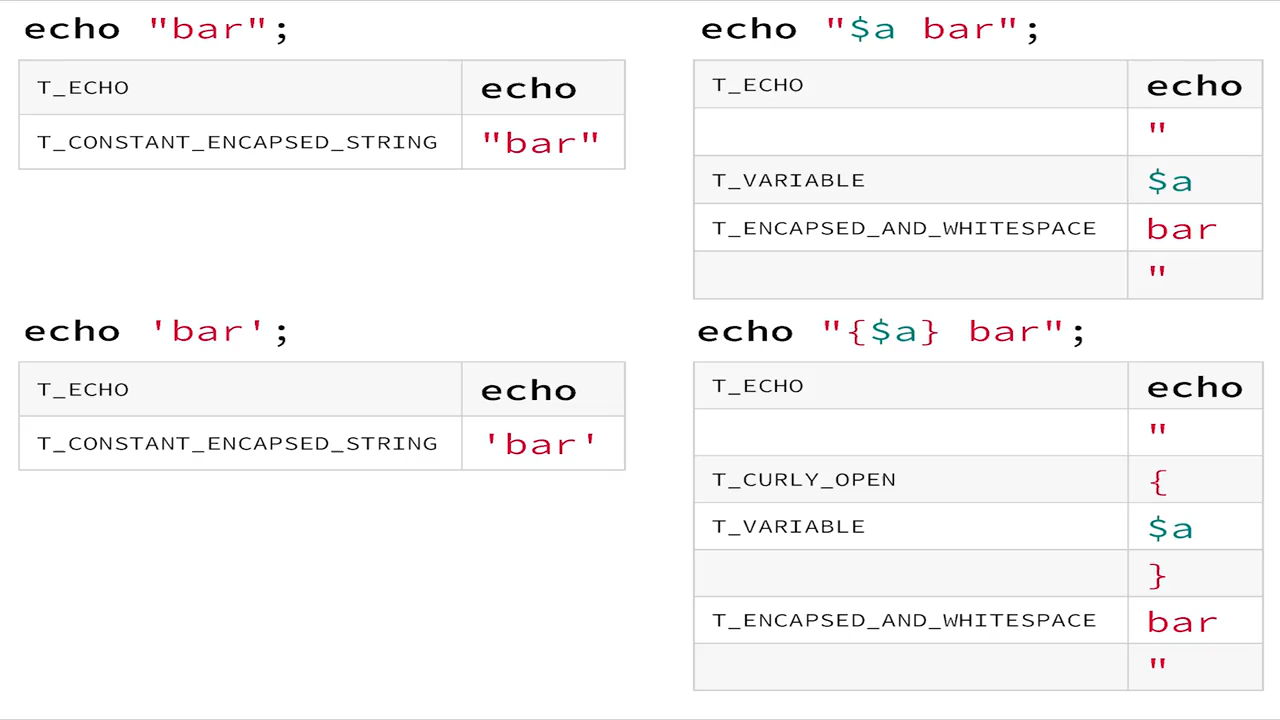 echo "bar";
T_ECHO echo
T_CONSTANT_ENCAPSED_STRING "bar"
echo 'bar';
T_ECHO echo
T_CONSTANT_ENCAPSED_STRING 'bar'
echo "$a bar";
T_ECHO echo
"
T_VARIABLE $a
T_ENCAPSED_AND_WHITESPACE bar
"
echo "{$a} bar";
T_ECHO echo
"
T_CURLY_OPEN {
T_VARIABLE $a
}
T_ENCAPSED_AND_WHITESPACE bar
"